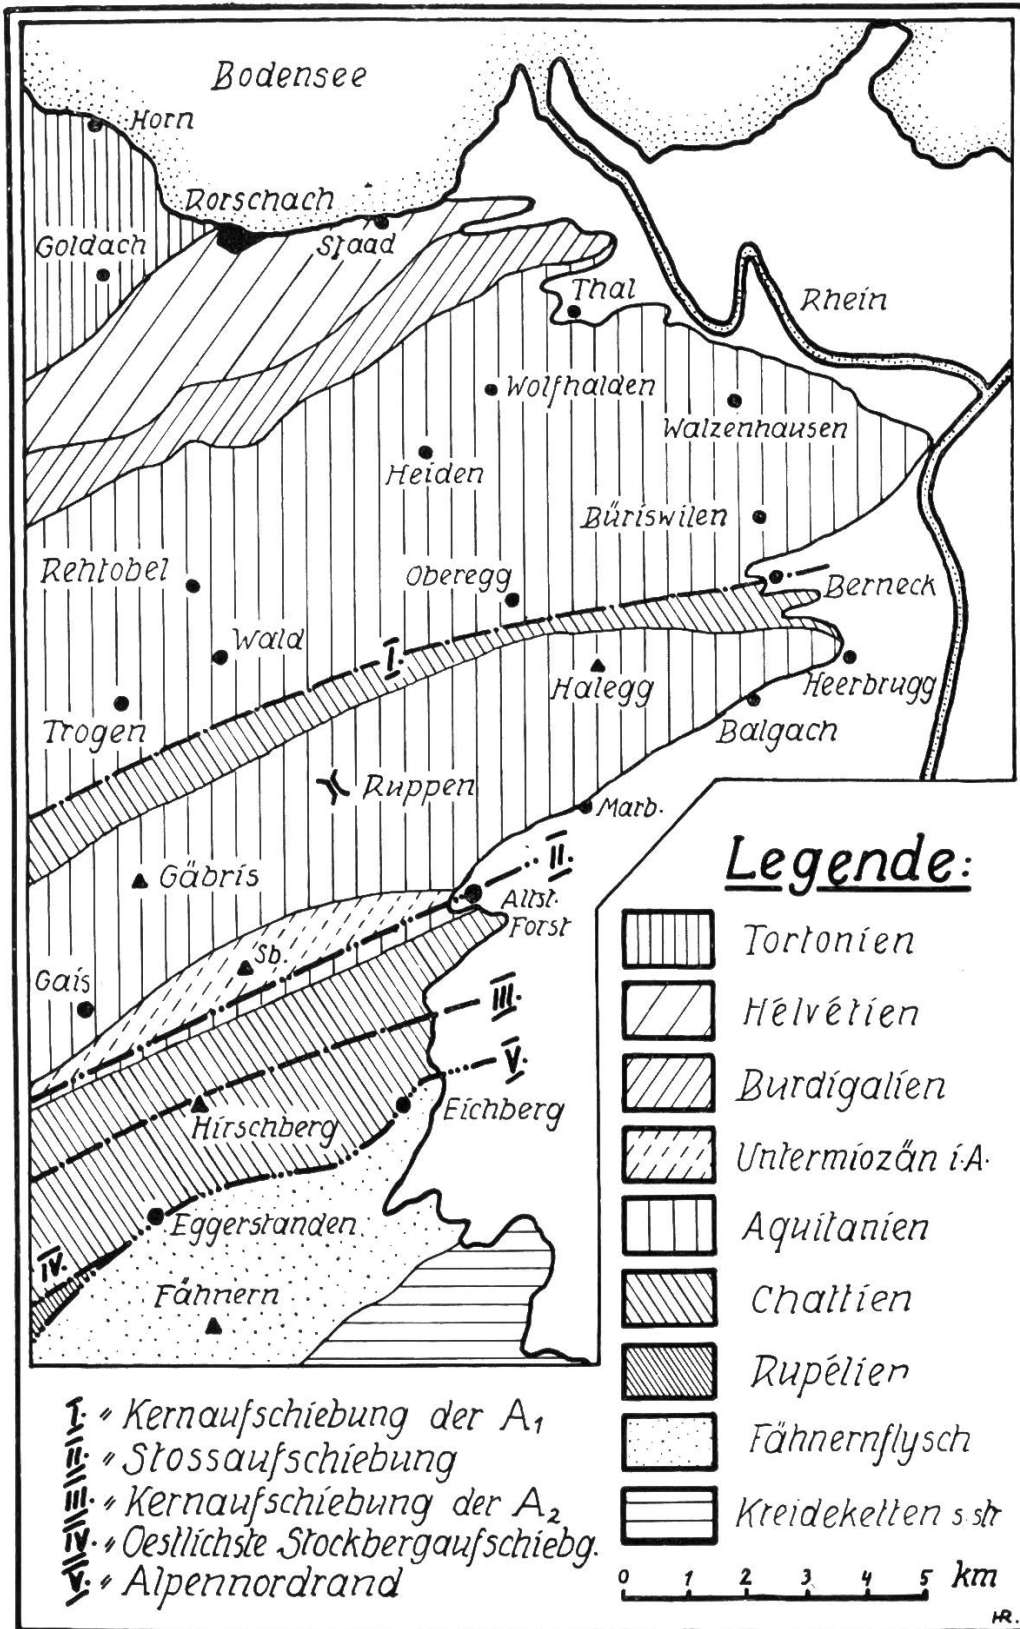 Bodensee
Horn
Rorschach
Goldach
Staad
Thal
Rhein
Wolfhalden
Walzenhausen
Heiden
Büriswilen
Rehtobel
Oberegg
Berneck
Wald
I.
Halegg
Heerbrugg
Trogen
Balgach
Ruppen
Marb.
II.
Gäbris
Altst.
Forst
Sb.
Gais
III.
V.
Hirschberg
Eichberg
Eggerstanden
IV.
Fähnern
Legende:
Tortonien
Hélvétien
Burdigalien
Untermiozän i.A.
Aquitanien
Chattien
Rupélien
Fähnernflysch
Kreideketten s.str
I. " Kernaufschiebung der A1
II. " Stossaufschiebung
III. " Kernaufschiebung der A2
IV. " Oestlichste Stockbergaufschiebg.
V. " Alpennordrand
0 1 2 3 4 5 km
HR.